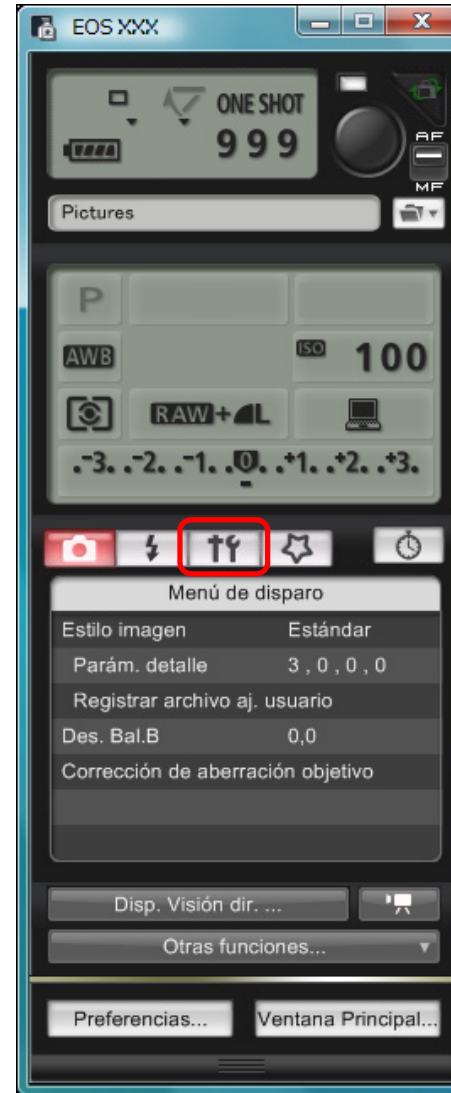 EOS XXX
ONE SHOT
999
AF
MF
Pictures
P
AWB
ISO 100
RAW+L
.-3. .-2. .-1. .0. .+1. .+2. .+3.
Menú de disparo
Estilo imagen Estándar
Parám. detalle 3 , 0 , 0 , 0
Registrar archivo aj. usuario
Des. Bal.B 0,0
Corrección de aberración objetivo
Disp. Visión dir. ...
Otras funciones...
Preferencias... Ventana Principal...